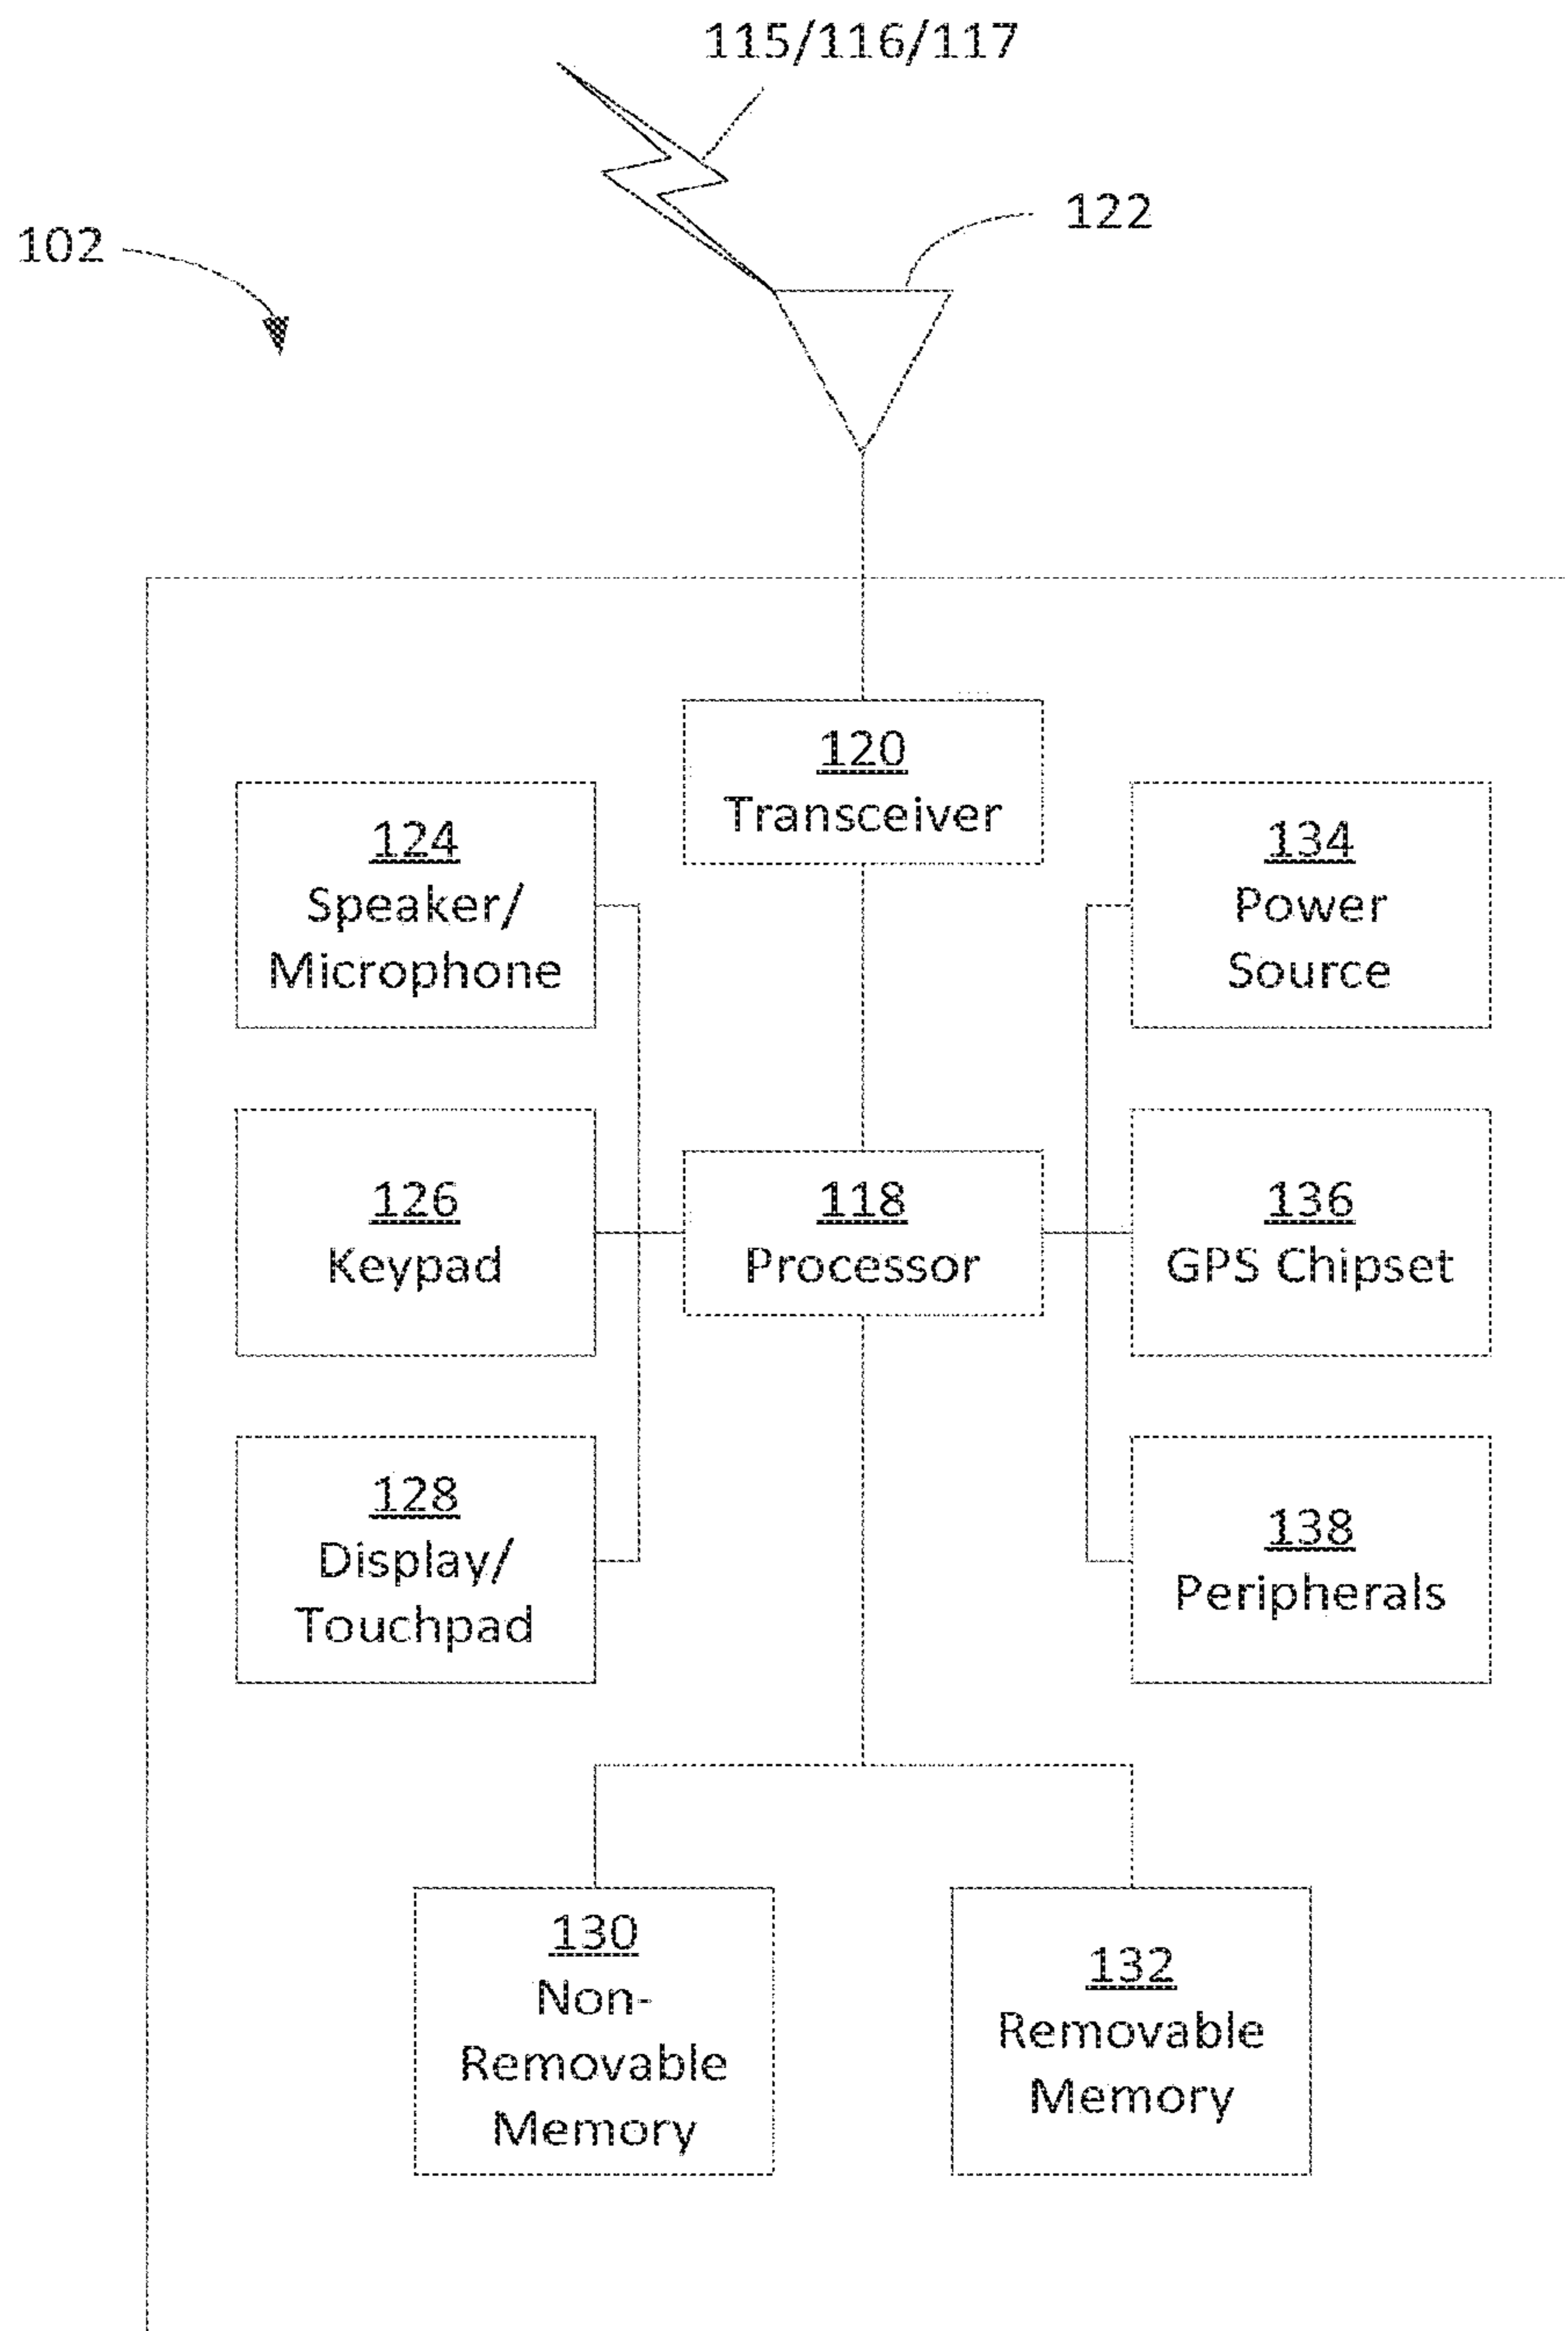 115/116/117
122
102
120
Transceiver
124
Speaker/
Microphone
134
Power
Source
126
Keypad
118
Processor
136
GPS Chipset
128
Display/
Touchpad
138
Peripherals
130
Non-
Removable
Memory
132
Removable
Memory